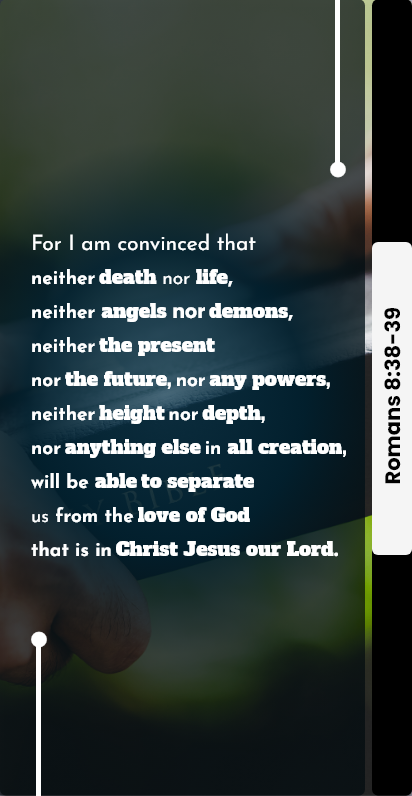 For I am convinced that
neither death nor life,
neither angels nor demons,
neither the present
nor the future, nor any powers,
neither height nor depth,
nor anything else in all creation,
will be able to separate
us from the love of God
that is in Christ Jesus our Lord.
Romans 8:38-39
BIBLE